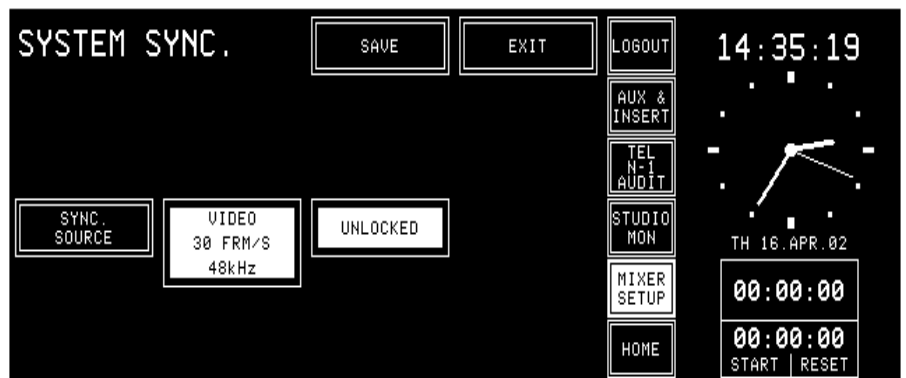 SYSTEM SYNC.
SAVE
EXIT
LOGOUT
14:35:19
AUX &
INSERT
TEL
N-1
AUDIT
SYNC.
SOURCE
VIDEO
30 FRM/S
48kHz
UNLOCKED
STUDIO
MON
TH 16.APR.02
MIXER
SETUP
00:00:00
HOME
00:00:00
START RESET